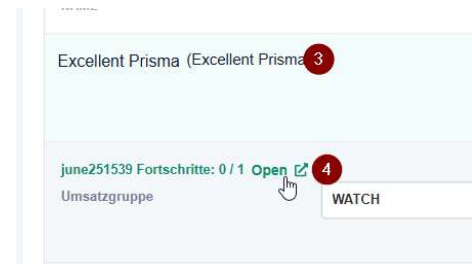 Excellent Prisma (Excellent Prisma 3
june251539 Fortschritte: 0 / 1 Open 4
Umsatzgruppe
WATCH